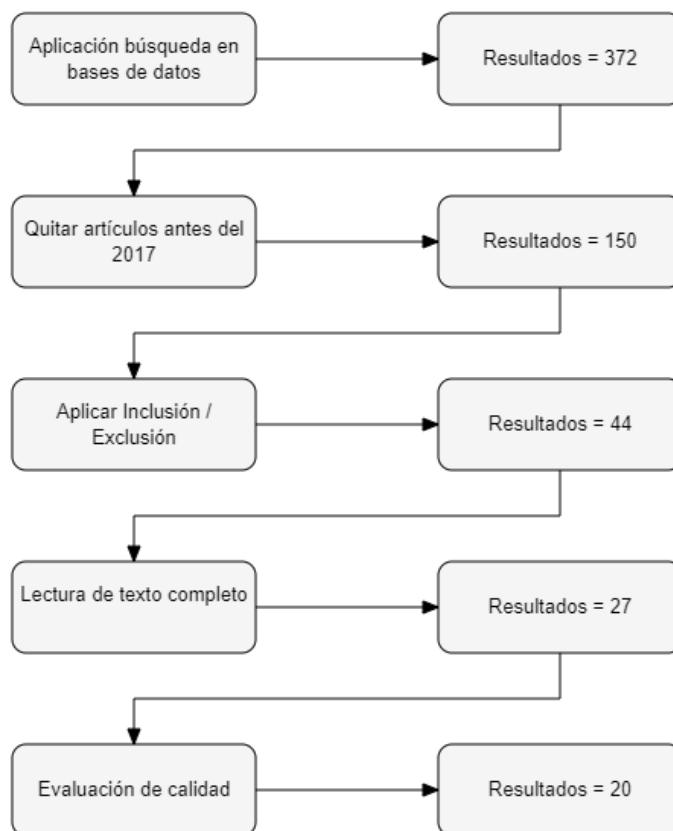 Aplicación búsqueda en
bases de datos
Resultados = 372
Quitar artículos antes del
2017
Resultados = 150
Aplicar Inclusión /
Exclusión
Resultados = 44
Lectura de texto completo
Resultados = 27
Evaluación de calidad
Resultados = 20